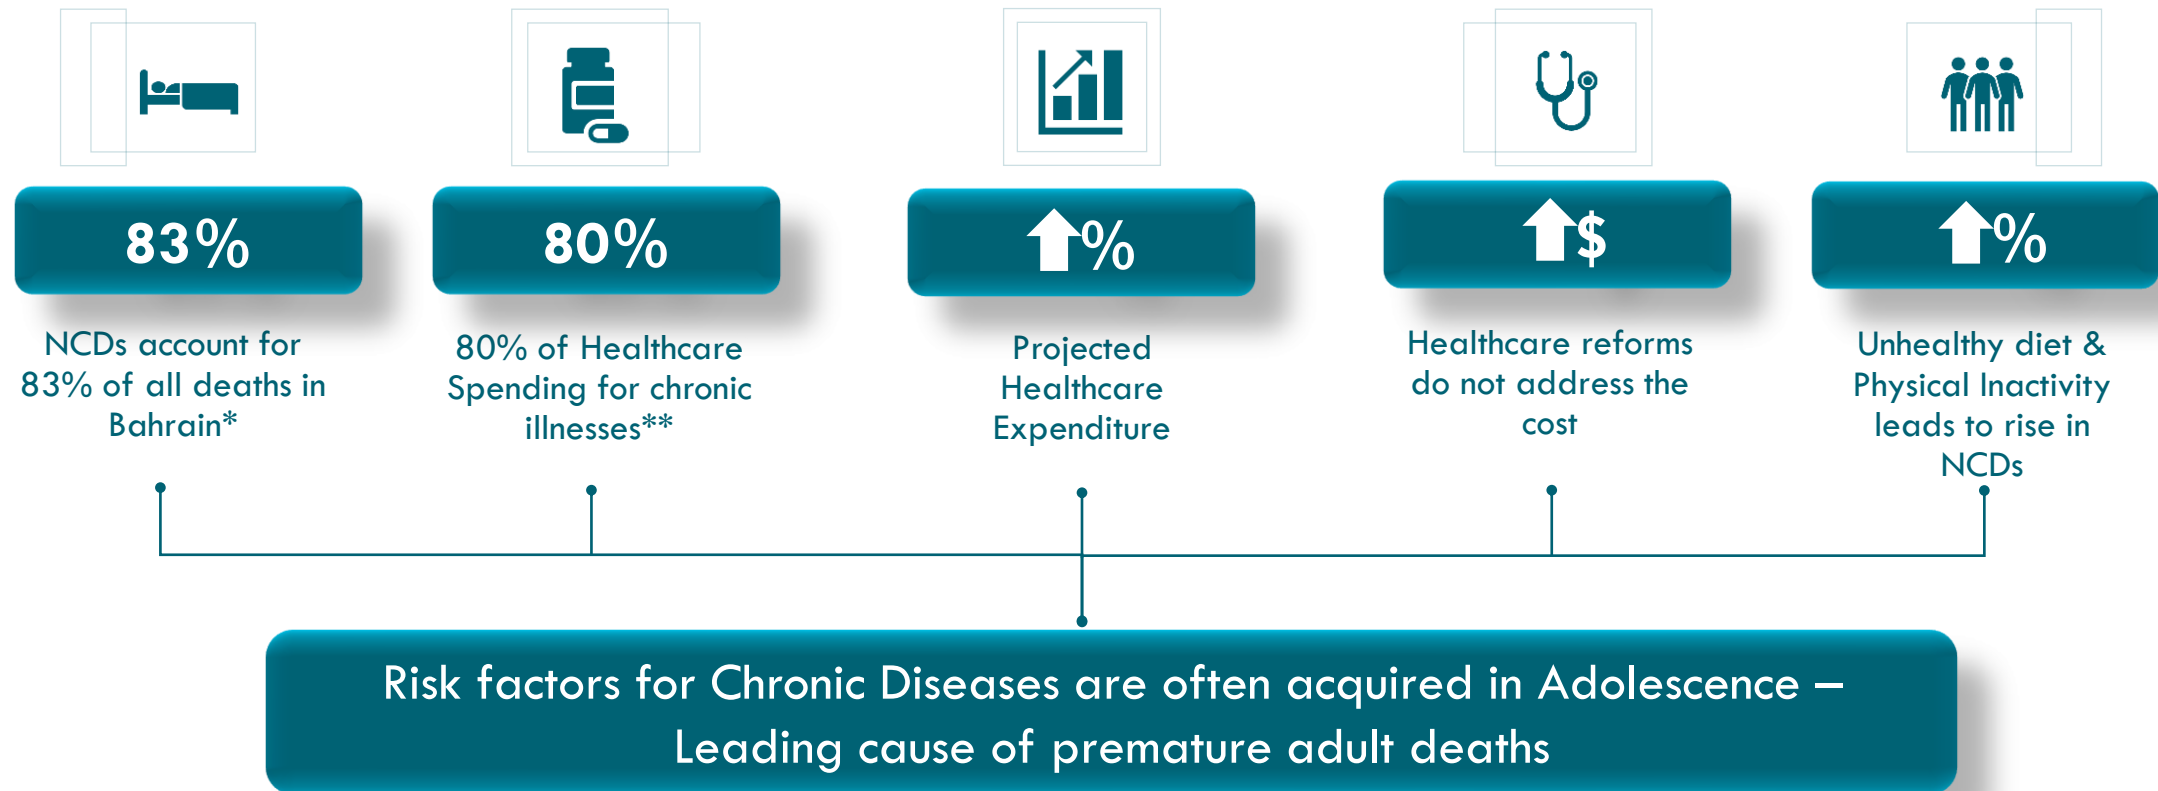 83%
NCDs account for
83% of all deaths in
Bahrain*
80%
80% of Healthcare
Spending for chronic
illnesses**
%
Projected
Healthcare
Expenditure
$
Healthcare reforms
do not address the
cost
%
Unhealthy diet &
Physical Inactivity
leads to rise in
NCDs
Risk factors for Chronic Diseases are often acquired in Adolescence –
Leading cause of premature adult deaths